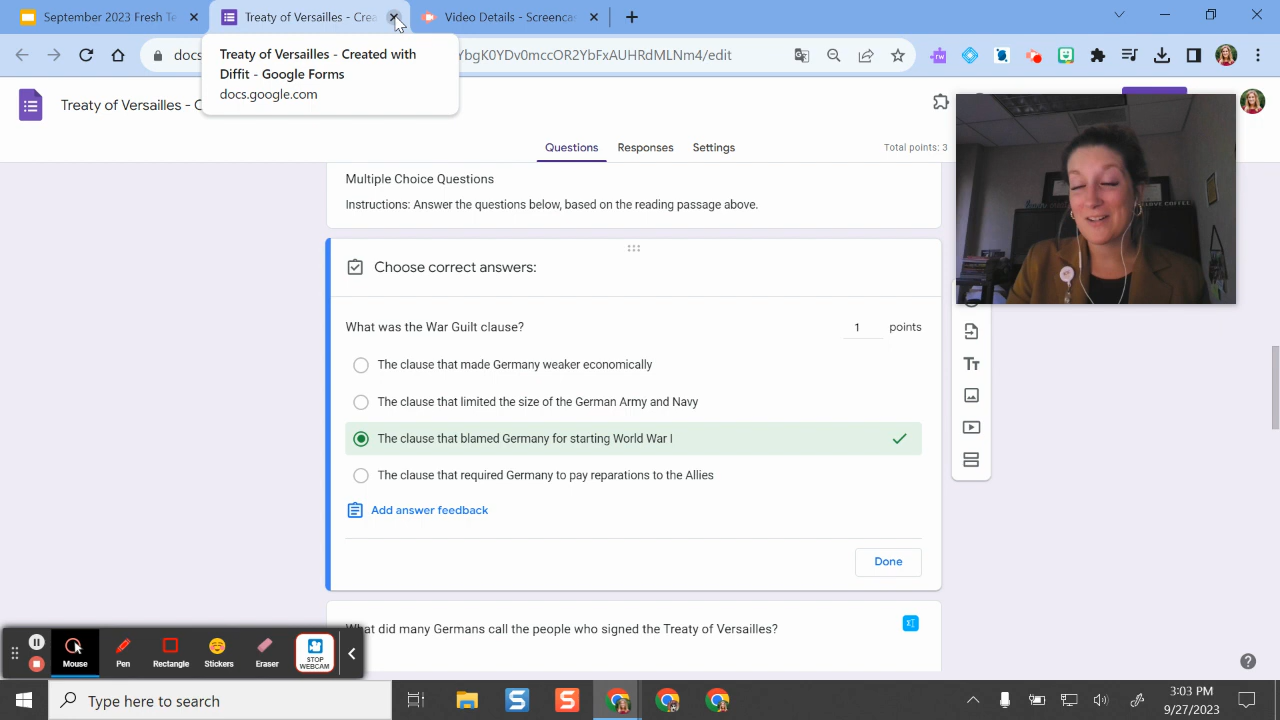 September 2023 Fresh Te
Treaty of Versailles - Crea
Video Details - Screenca
docs
YbgK0YDv0mccOR2YbFxAUHRdMLNm4/edit
Treaty of Versailles - Created with
Diffit - Google Forms
docs.google.com
Treaty of Versailles - C
Questions
Responses
Settings
Total points: 3
Multiple Choice Questions
Instructions: Answer the questions below, based on the reading passage above.
Choose correct answers:
What was the War Guilt clause?
1
points
The clause that made Germany weaker economically
The clause that limited the size of the German Army and Navy
The clause that blamed Germany for starting World War I
The clause that required Germany to pay reparations to the Allies
Add answer feedback
Done
What did many Germans call the people who signed the Treaty of Versailles?
Mouse
Pen
Rectangle
Stickers
Eraser
STOP
WEBCAM
Type here to search
3:03 PM
9/27/2023